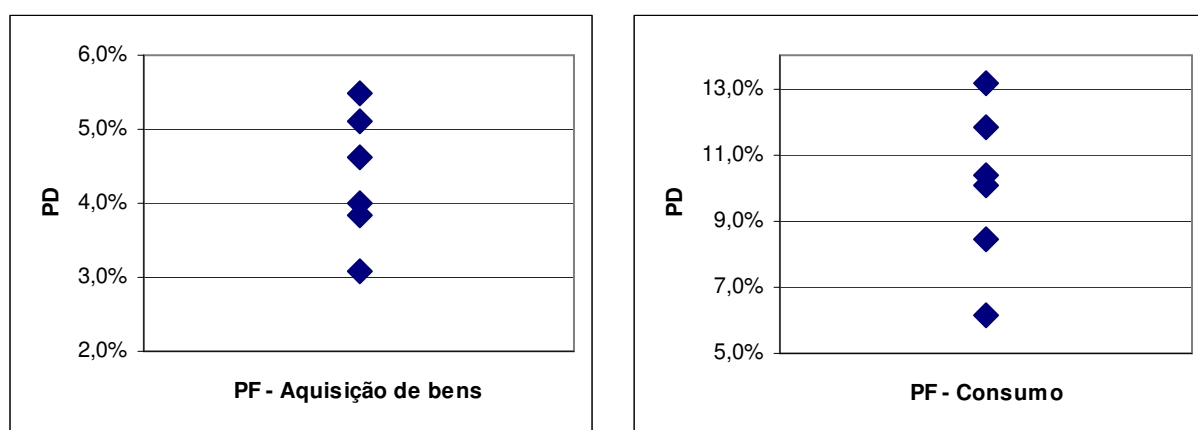 6,0%
5,0%
4,0%
3,0%
2,0%
PD
PF - Aquisição de bens
13,0%
11,0%
9,0%
7,0%
5,0%
PD
PF - Consumo